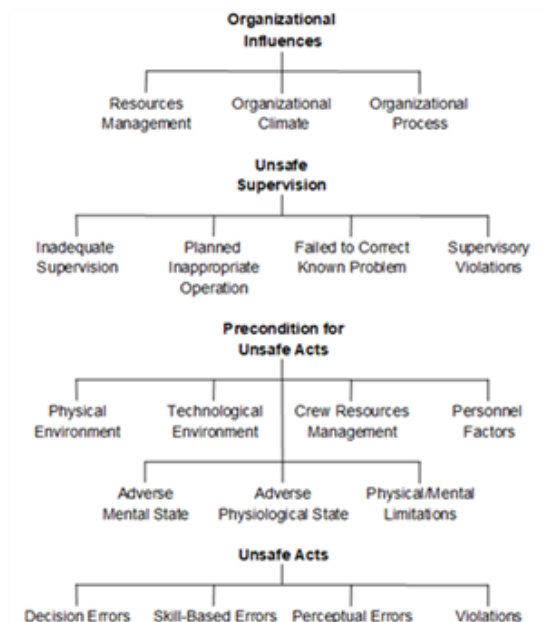 Organizational
Influences
Resources Management
Organizational Climate
Organizational Process
Unsafe
Supervision
Inadequate Supervision
Planned Inappropriate Operation
Failed to Correct Known Problem
Supervisory Violations
Precondition for
Unsafe Acts
Physical Environment
Technological Environment
Crew Resources Management
Personnel Factors
Adverse Mental State
Adverse Physiological State
Physical/Mental Limitations
Unsafe Acts
Decision Errors
Skill-Based Errors
Perceptual Errors
Violations